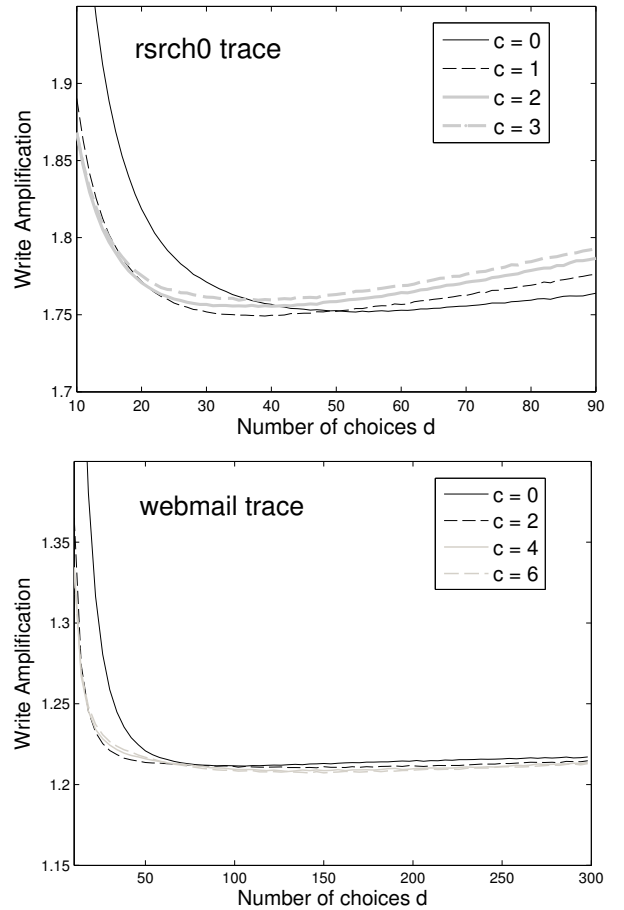 rsrch0 trace
c = 0
c = 1
c = 2
c = 3
Write Amplification
1.9
1.85
1.8
1.75
1.7
10 20 30 40 50 60 70 80 90
Number of choices d
webmail trace
c = 0
c = 2
c = 4
c = 6
Write Amplification
1.35
1.3
1.25
1.2
1.15
50 100 150 200 250 300
Number of choices d